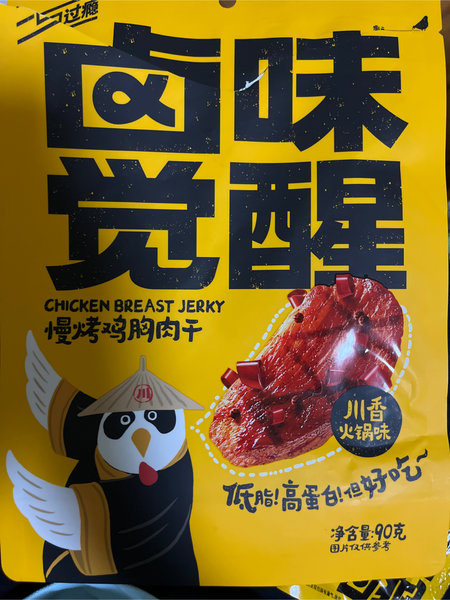 一口过瘾
卤味
觉醒
CHICKEN BREAST JERKY
慢烤鸡胸肉干
川
川香
火锅味
低脂!高蛋白!但好吃~
净含量:90克
图片仅供参考